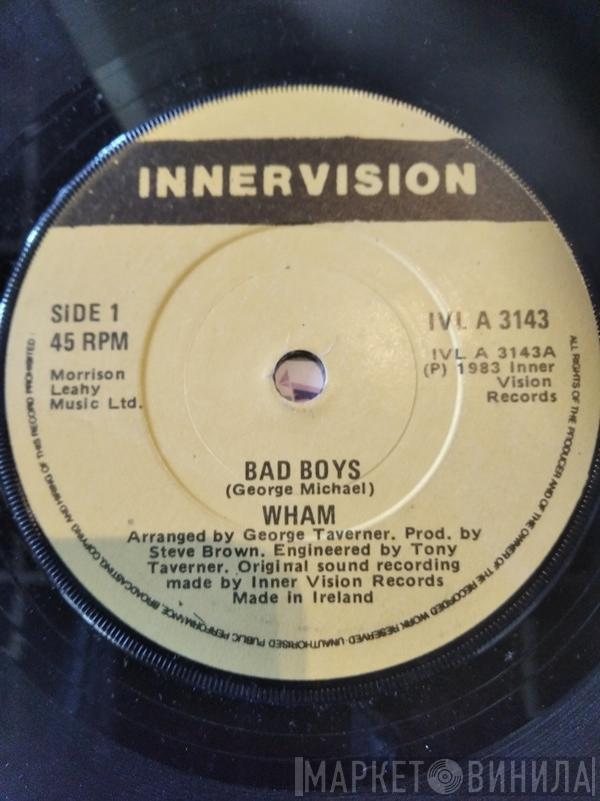 INNERVISION
SIDE 1
45 RPM
Morrison
Leahy
Music Ltd.
IVL A 3143
IVL A 3143A
(P) 1983 Inner
Vision
Records
BAD BOYS
(George Michael)
WHAM
Arranged by George Taverner. Prod. by
Steve Brown. Engineered by Tony
Taverner. Original sound recording
made by Inner Vision Records
Made in Ireland
ALL RIGHTS OF THE PRODUCER AND OF THE OWNER OF THE RECORDED WORK RESERVED·UNAUTHORISED PUBLIC PERFORMANCE, BROADCASTING, COPYING AND HIRING OF THIS RECORD PROHIBITED·
МАРКЕТ ВИНИЛА